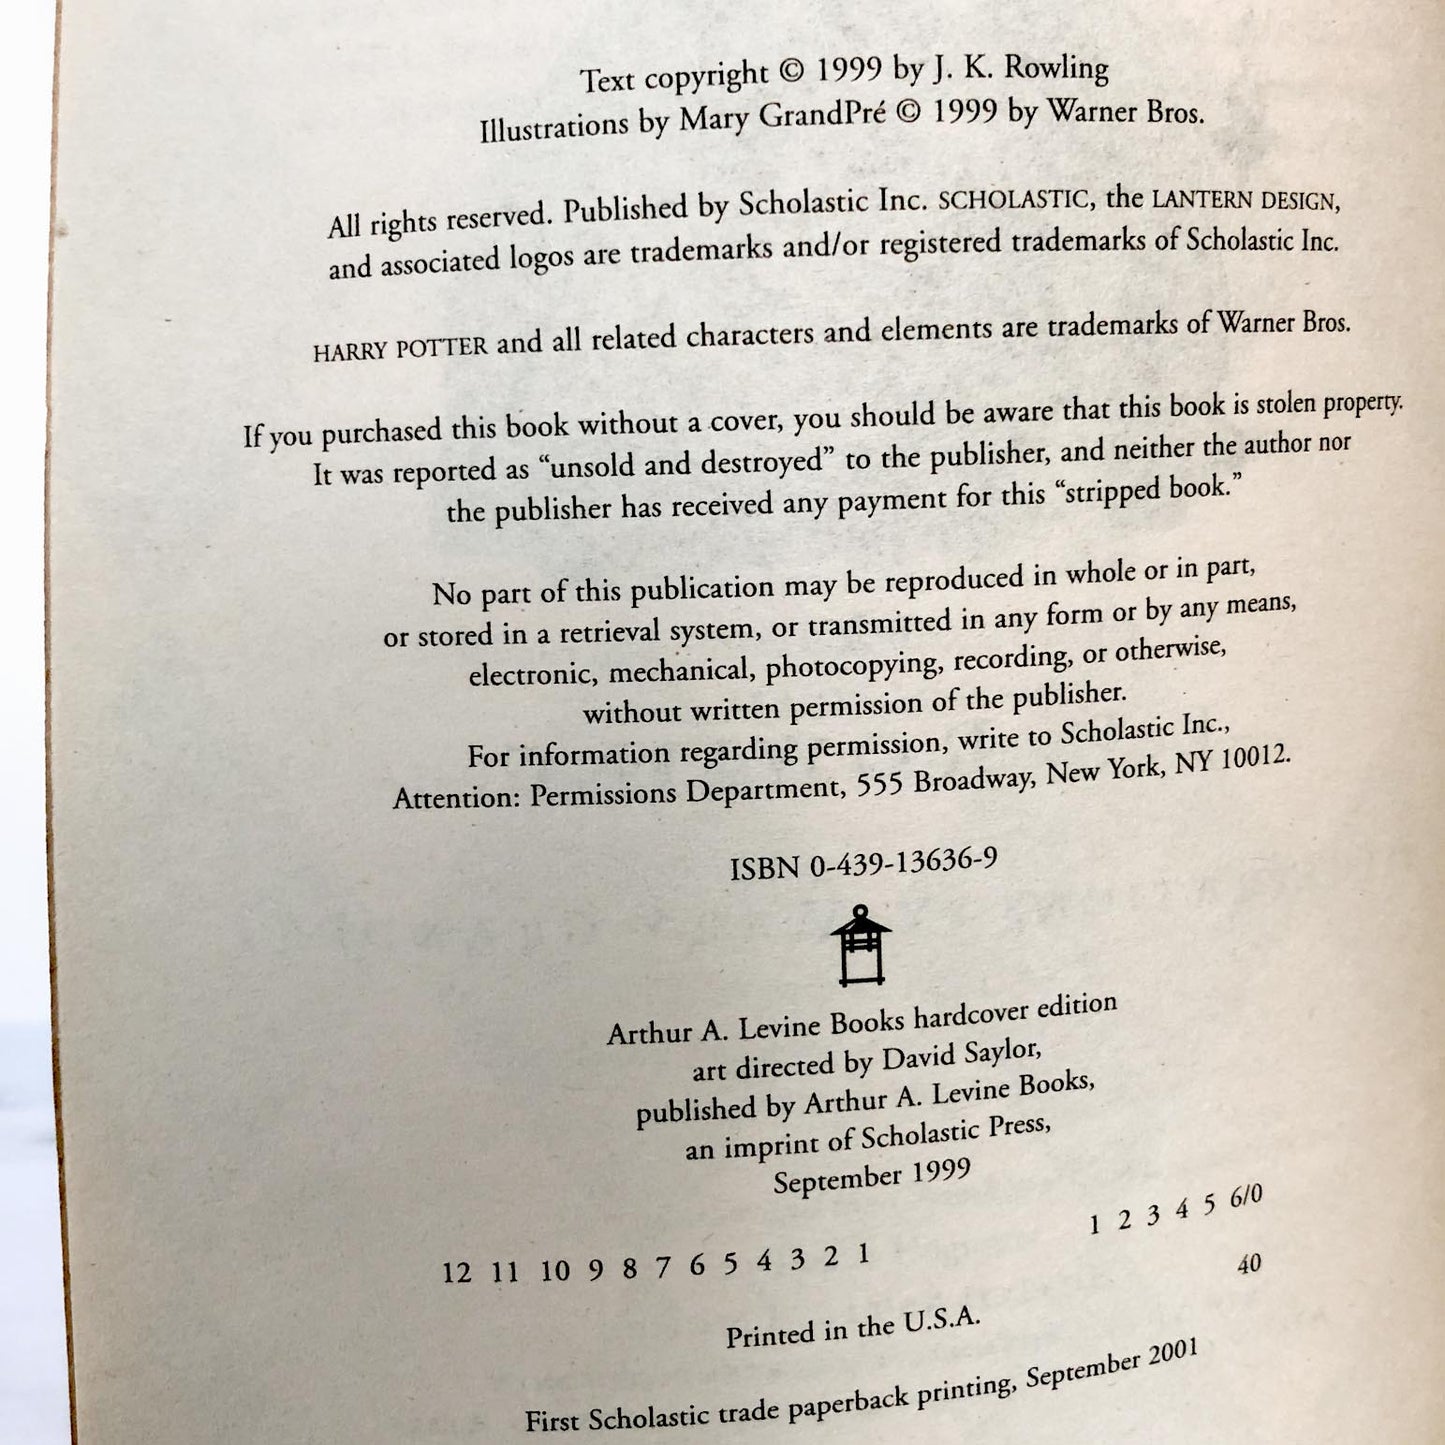 Text copyright © 1999 by J. K. Rowling
Illustrations by Mary GrandPré © 1999 by Warner Bros.
All rights reserved. Published by Scholastic Inc. SCHOLASTIC, the LANTERN DESIGN,
and associated logos are trademarks and/or registered trademarks of Scholastic Inc.
HARRY POTTER and all related characters and elements are trademarks of Warner Bros.
If you purchased this book without a cover, you should be aware that this book is stolen property.
It was reported as “unsold and destroyed” to the publisher, and neither the author nor
the publisher has received any payment for this “stripped book.”
No part of this publication may be reproduced in whole or in part,
or stored in a retrieval system, or transmitted in any form or by any means,
electronic, mechanical, photocopying, recording, or otherwise,
without written permission of the publisher.
For information regarding permission, write to Scholastic Inc.,
Attention: Permissions Department, 555 Broadway, New York, NY 10012.
ISBN 0-439-13636-9
Arthur A. Levine Books hardcover edition
art directed by David Saylor,
published by Arthur A. Levine Books,
an imprint of Scholastic Press,
September 1999
12 11 10 9 8 7 6 5 4 3 2 1 1 2 3 4 5 6/0
40
Printed in the U.S.A.
First Scholastic trade paperback printing, September 2001